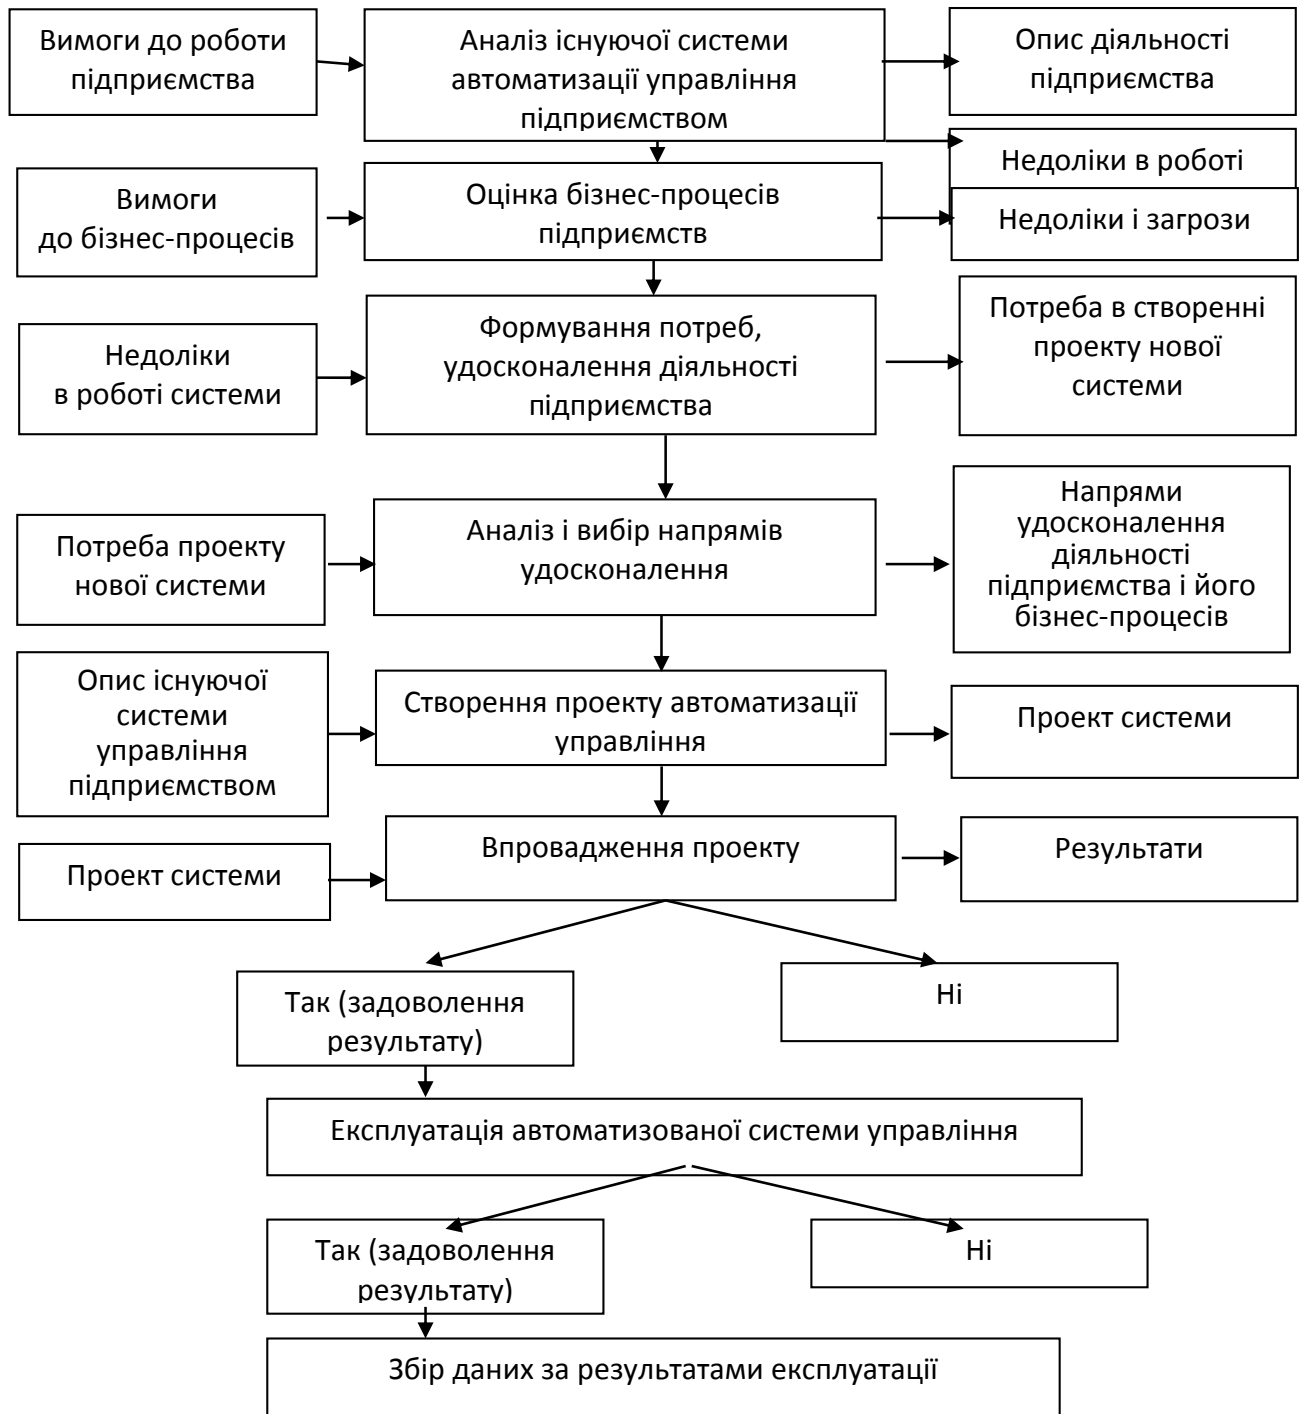 Вимоги до роботи
підприємства
Аналіз існуючої системи
автоматизації управління
підприємством
Опис діяльності
підприємства
Недоліки в роботі
Вимоги
до бізнес-процесів
Оцінка бізнес-процесів
підприємств
Недоліки і загрози
Недоліки
в роботі системи
Формування потреб,
удосконалення діяльності
підприємства
Потреба в створенні
проекту нової
системи
Потреба проекту
нової системи
Аналіз і вибір напрямів
удосконалення
Напрями
удосконалення
діяльності
підприємства і його
бізнес-процесів
Опис існуючої
системи
управління
підприємством
Створення проекту автоматизації
управління
Проект системи
Проект системи
Впровадження проекту
Результати
Так (задоволення
результату)
Ні
Експлуатація автоматизованої системи управління
Так (задоволення
результату)
Ні
Збір даних за результатами експлуатації